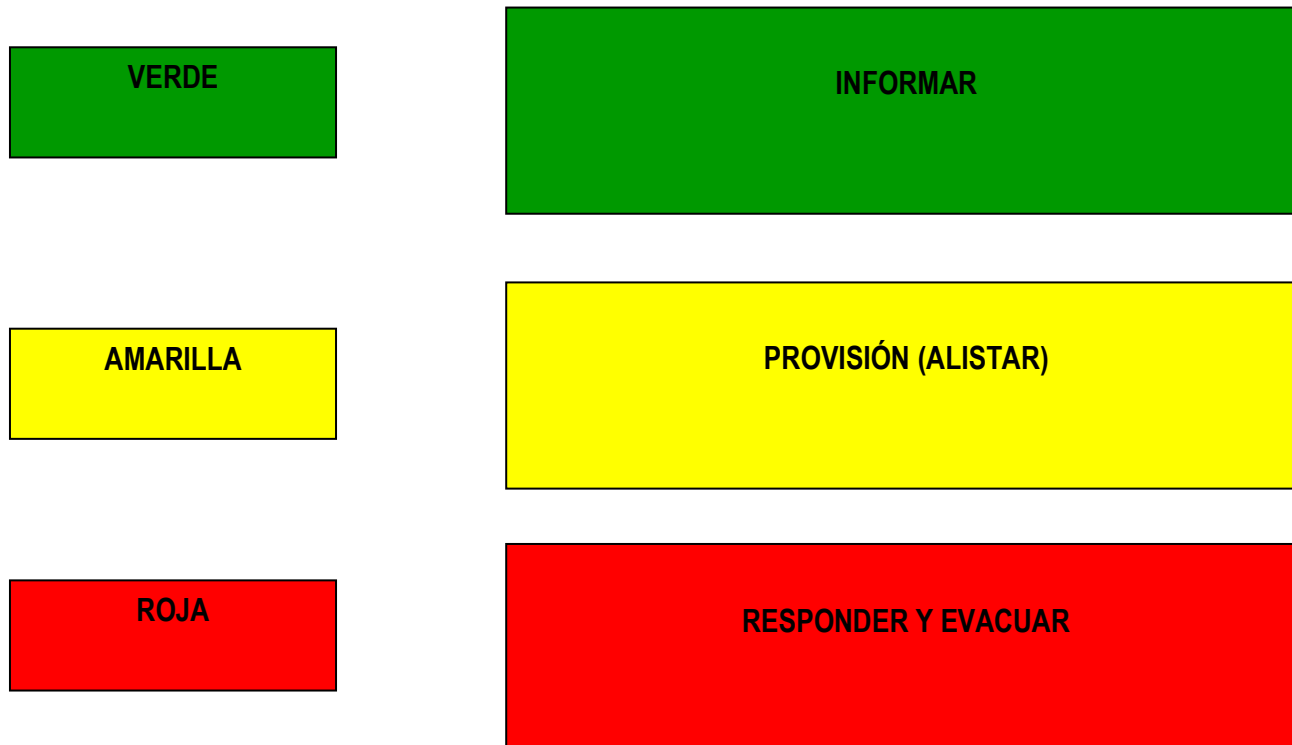 VERDE
INFORMAR
AMARILLA
PROVISIÓN (ALISTAR)
ROJA
RESPONDER Y EVACUAR